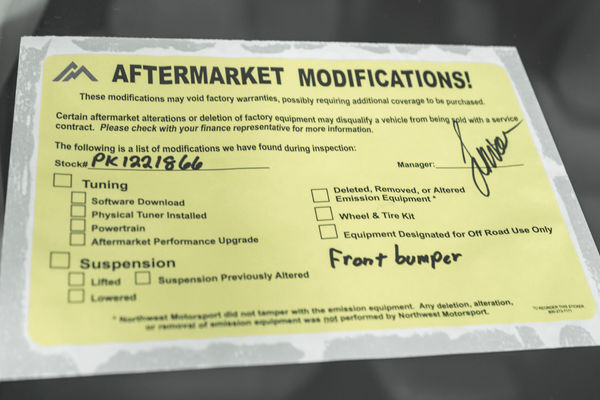 AFTERMARKET MODIFICATIONS!
These modifications may void factory warranties, possibly requiring additional coverage to be purchased.
Certain aftermarket alterations or deletion of factory equipment may disqualify a vehicle from being sold with a service
contract. Please check with your finance representative for more information.
The following is a list of modifications we have found during inspection:
Stock# PK1221866
Manager:
Tuning
Software Download
Physical Tuner Installed
Powertrain
Aftermarket Performance Upgrade
Suspension
Lifted Suspension Previously Altered
Lowered
Deleted, Removed, or Altered
Emission Equipment *
Wheel & Tire Kit
Equipment Designated for Off Road Use Only
Front bumper
* Northwest Motorsport did not tamper with the emission equipment. Any deletion, alteration,
or removal of emission equipment was not performed by Northwest Motorsport.
TO REORDER THIS STICKER